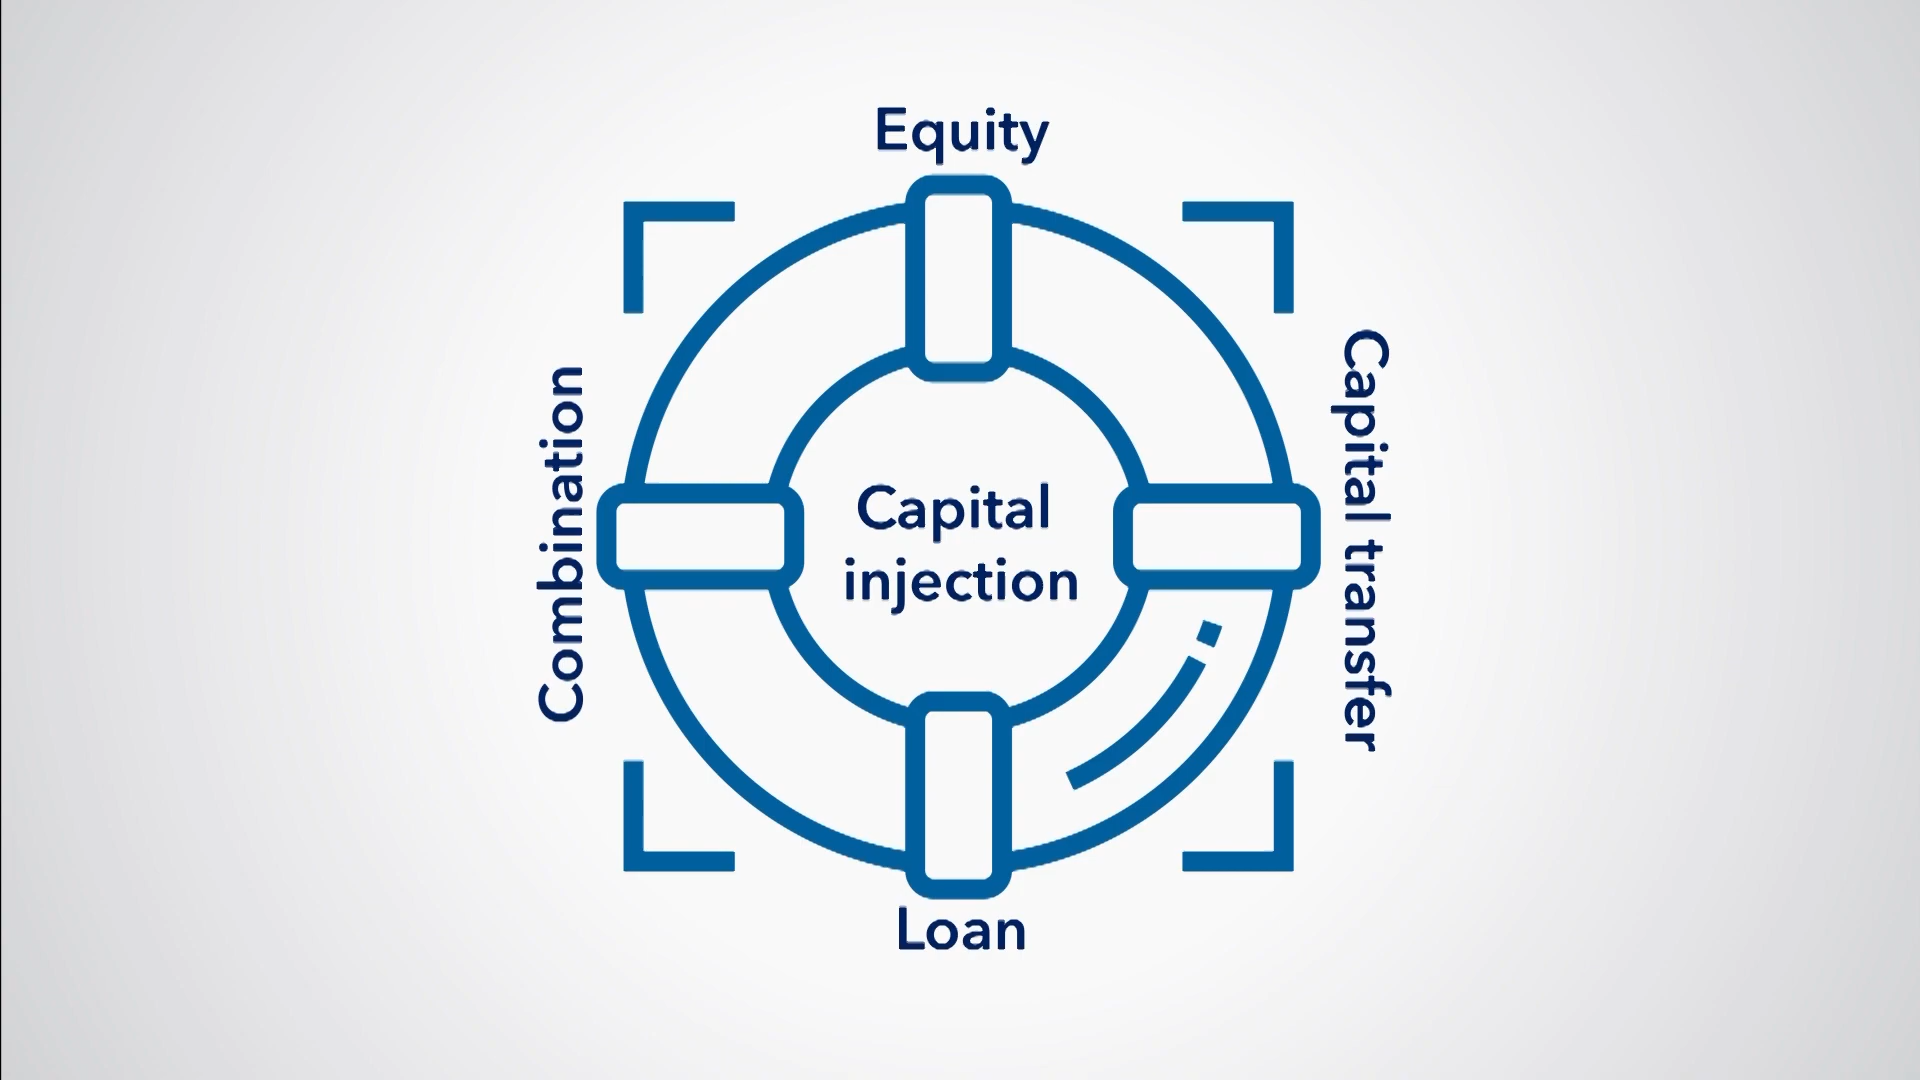 Equity
Combination
Capital
injection
Capital transfer
Loan